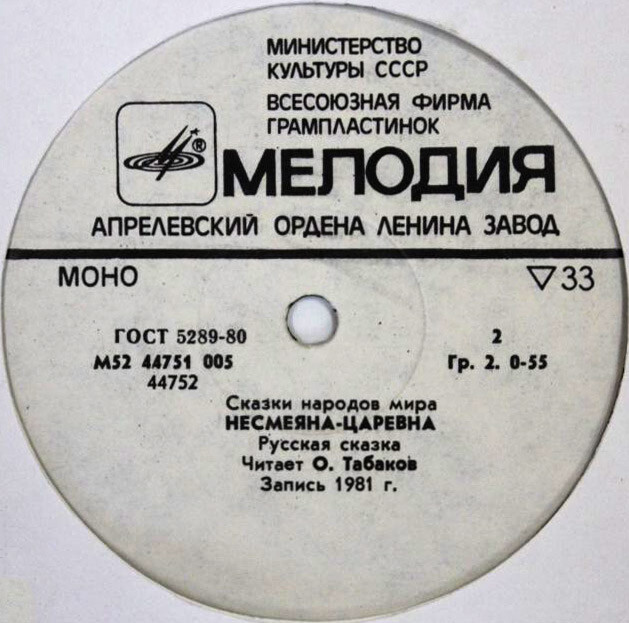 МИНИСТЕРСТВО
КУЛЬТУРЫ СССР
ВСЕСОЮЗНАЯ ФИРМА
ГРАМПЛАСТИНОК
®
МЕЛОДИЯ
АПРЕЛЕВСКИЙ ОРДЕНА ЛЕНИНА ЗАВОД
МОНО ▽33
ГОСТ 5289-80 2
М52 44751 005 Гр. 2. 0-55
44752
Сказки народов мира
НЕСМЕЯНА-ЦАРЕВНА
Русская сказка
Читает О. Табаков
Запись 1981 г.